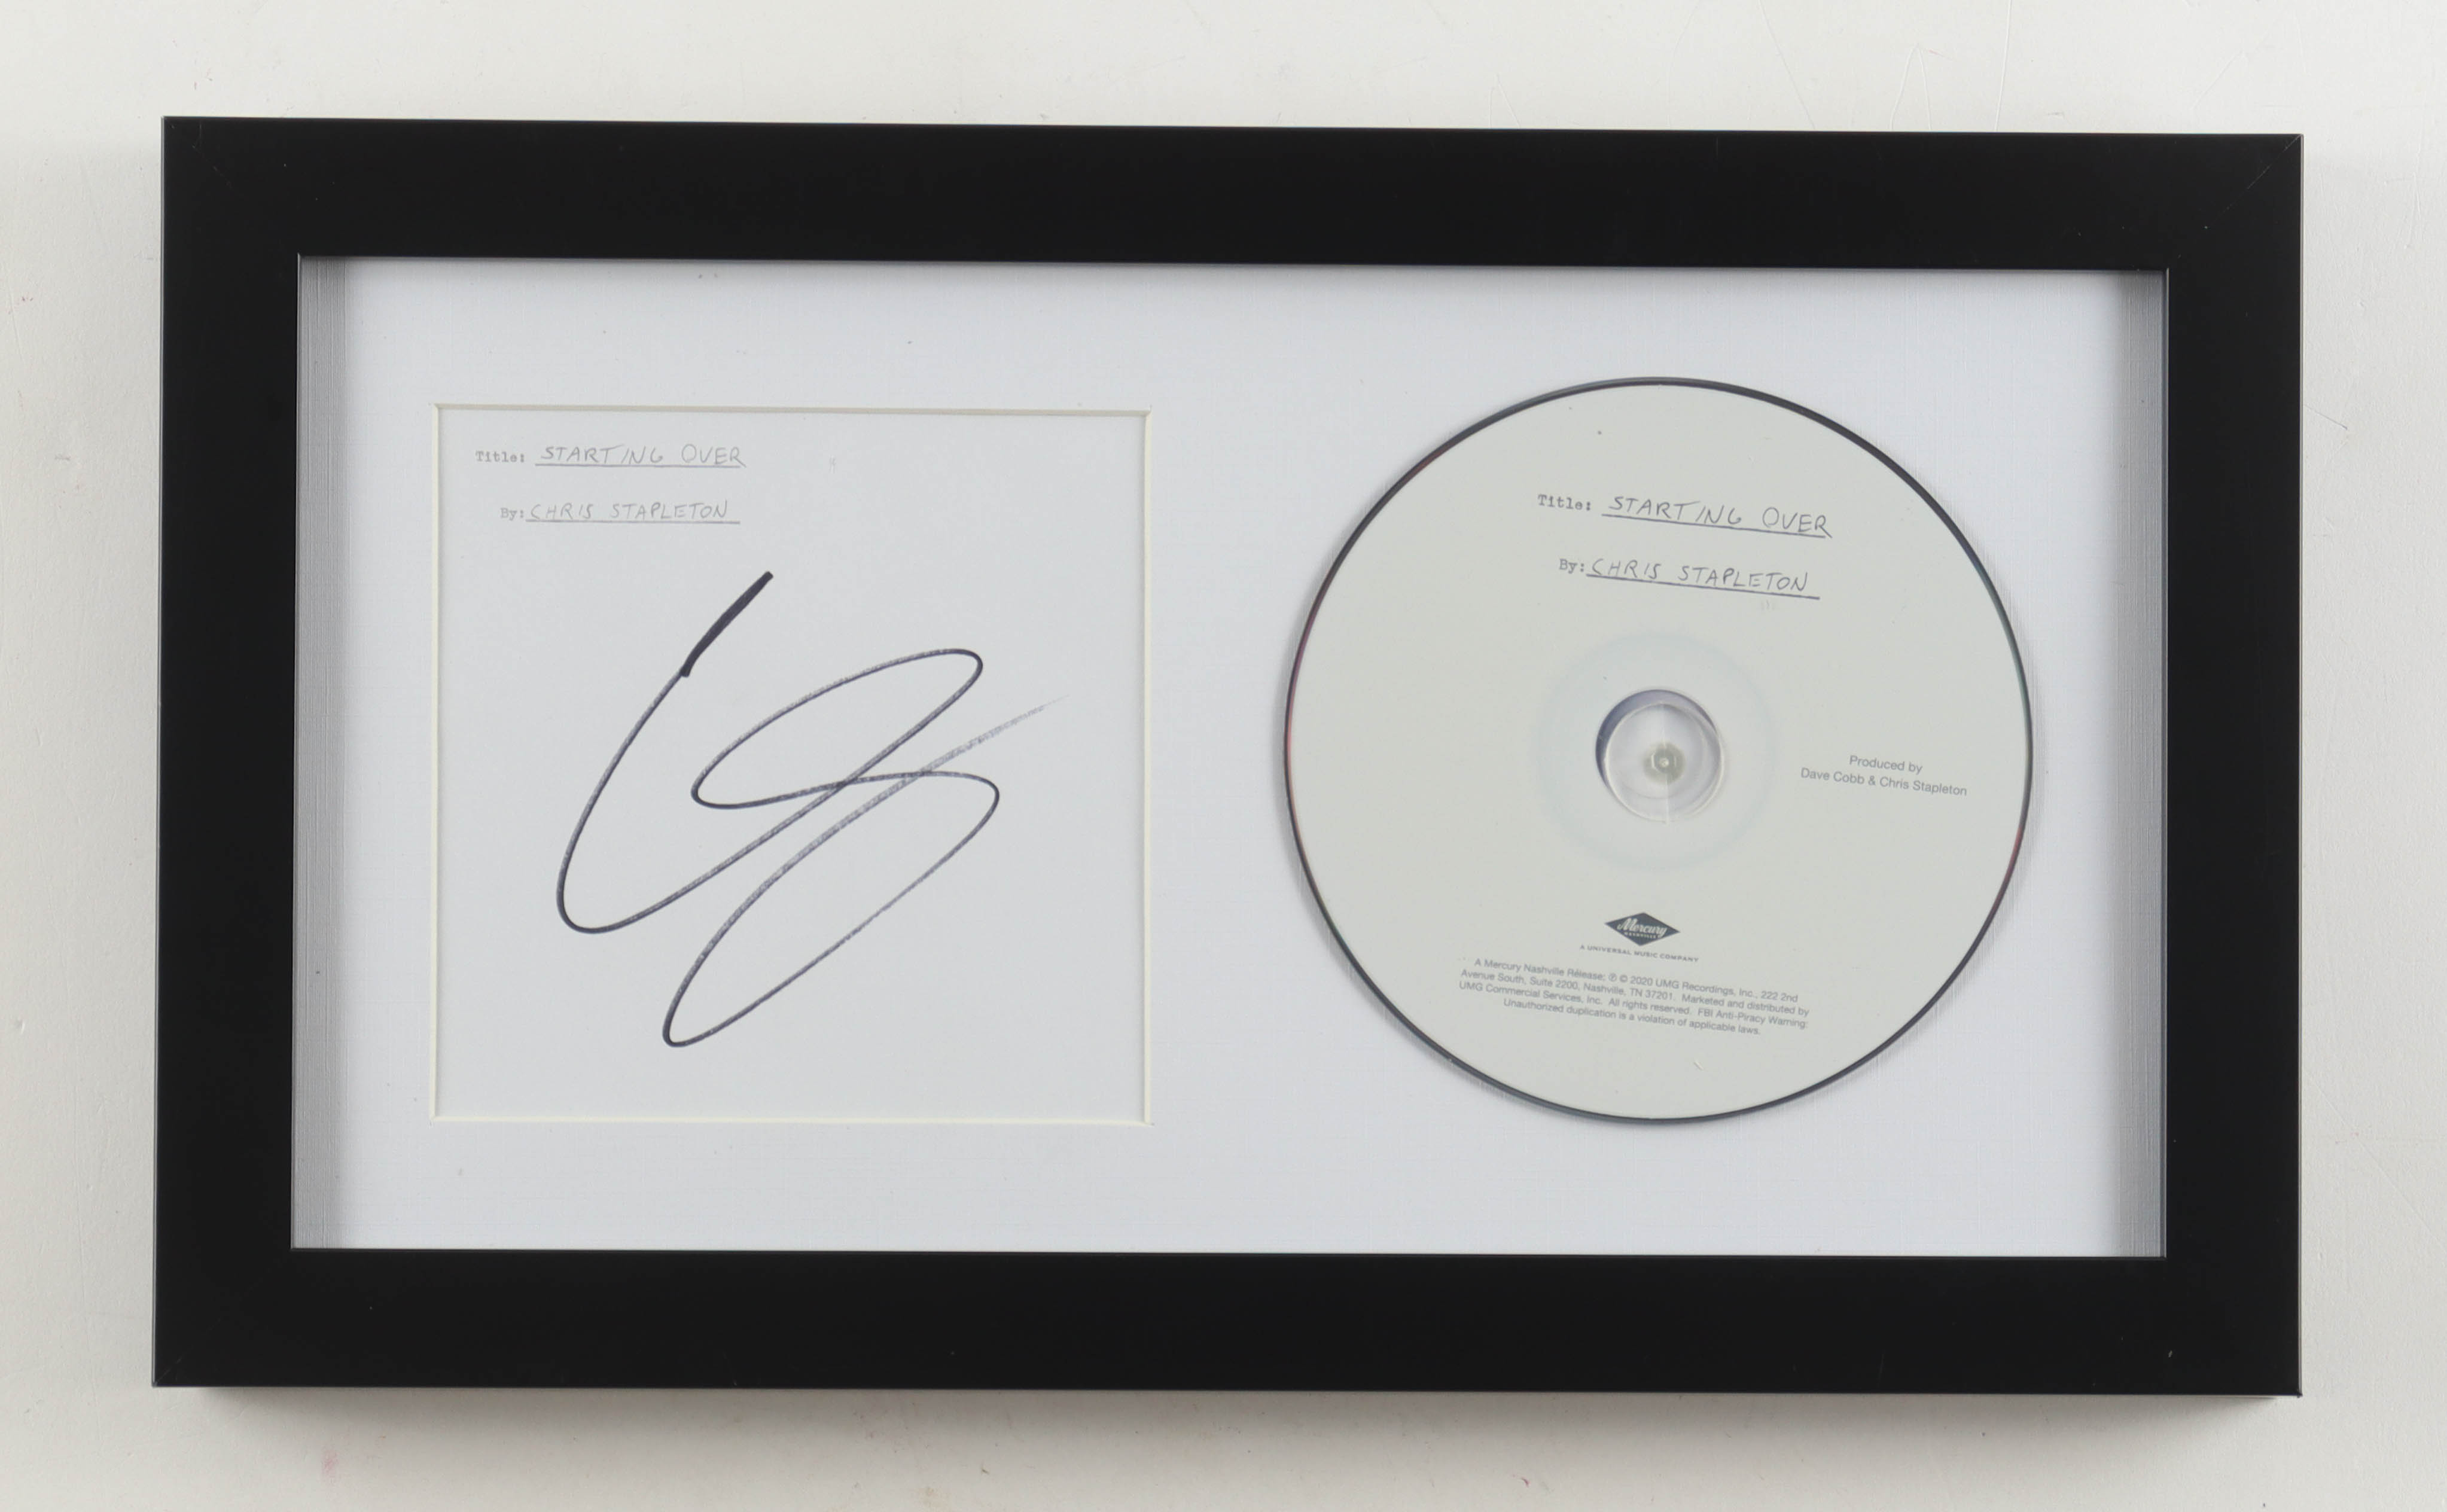 Title: STARTING OVER
By: CHRIS STAPLETON
Title: STARTING OVER
By: CHRIS STAPLETON
Produced by
Dave Cobb & Chris Stapleton
Mercury
A UNIVERSAL MUSIC COMPANY
A Mercury Nashville Release; ℗ © 2020 UMG Recordings, Inc., 222 2nd
Avenue South, Suite 2200, Nashville, TN 37201. Marketed and distributed by
UMG Commercial Services, Inc. All rights reserved. FBI Anti-Piracy Warning:
Unauthorized duplication is a violation of applicable laws.